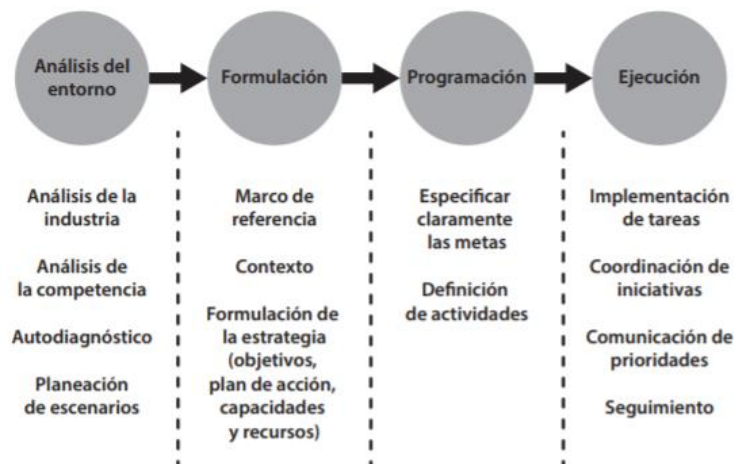 Análisis del
entorno
Formulación
Programación
Ejecución
Análisis de la
industria
Análisis de
la competencia
Autodiagnóstico
Planeación
de escenarios
Marco de
referencia
Contexto
Formulación de
la estrategia
(objetivos,
plan de acción,
capacidades
y recursos)
Especificar
claramente
las metas
Definición
de actividades
Implementación
de tareas
Coordinación de
iniciativas
Comunicación de
prioridades
Seguimiento